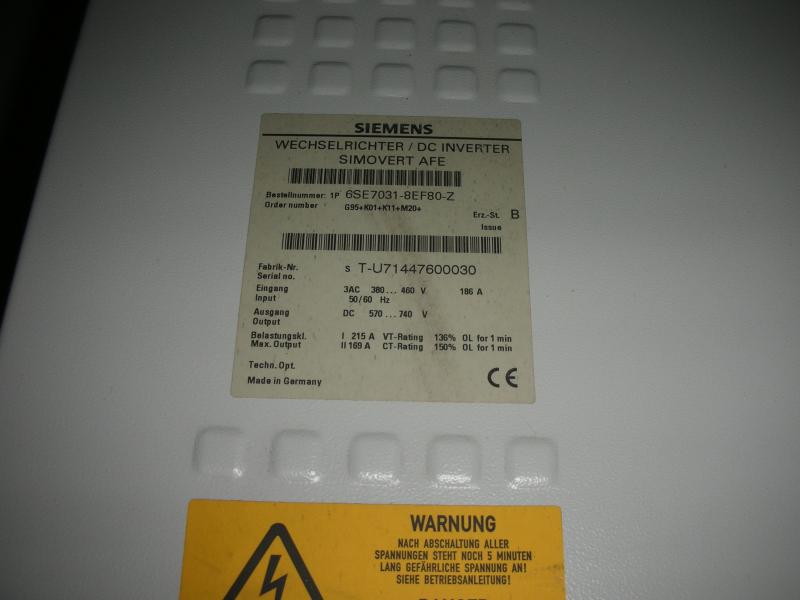 SIEMENS
WECHSELRICHTER / DC INVERTER
SIMOVERT AFE
Bestellnummer: 1P 6SE7031-8EF80-Z
Order number G95+K01+K11+M20+
Erz.-St. B
Issue
Fabrik-Nr. S T-U71447600030
Serial no.
Eingang 3AC 380... 460 V 186 A
Input 50/60 Hz
Ausgang DC 570 ... 740 V
Output
Belastungskl. I 215 A VT-Rating 136% OL for 1 min
Max. Output II 169 A CT-Rating 150% OL for 1 min
Techn. Opt.
Made in Germany CE
WARNUNG
NACH ABSCHALTUNG ALLER
SPANNUNGEN STEHT NOCH 5 MINUTEN
LANG GEFÄHRLICHE SPANNUNG AN!
SIEHE BETRIEBSANLEITUNG!
DANGER